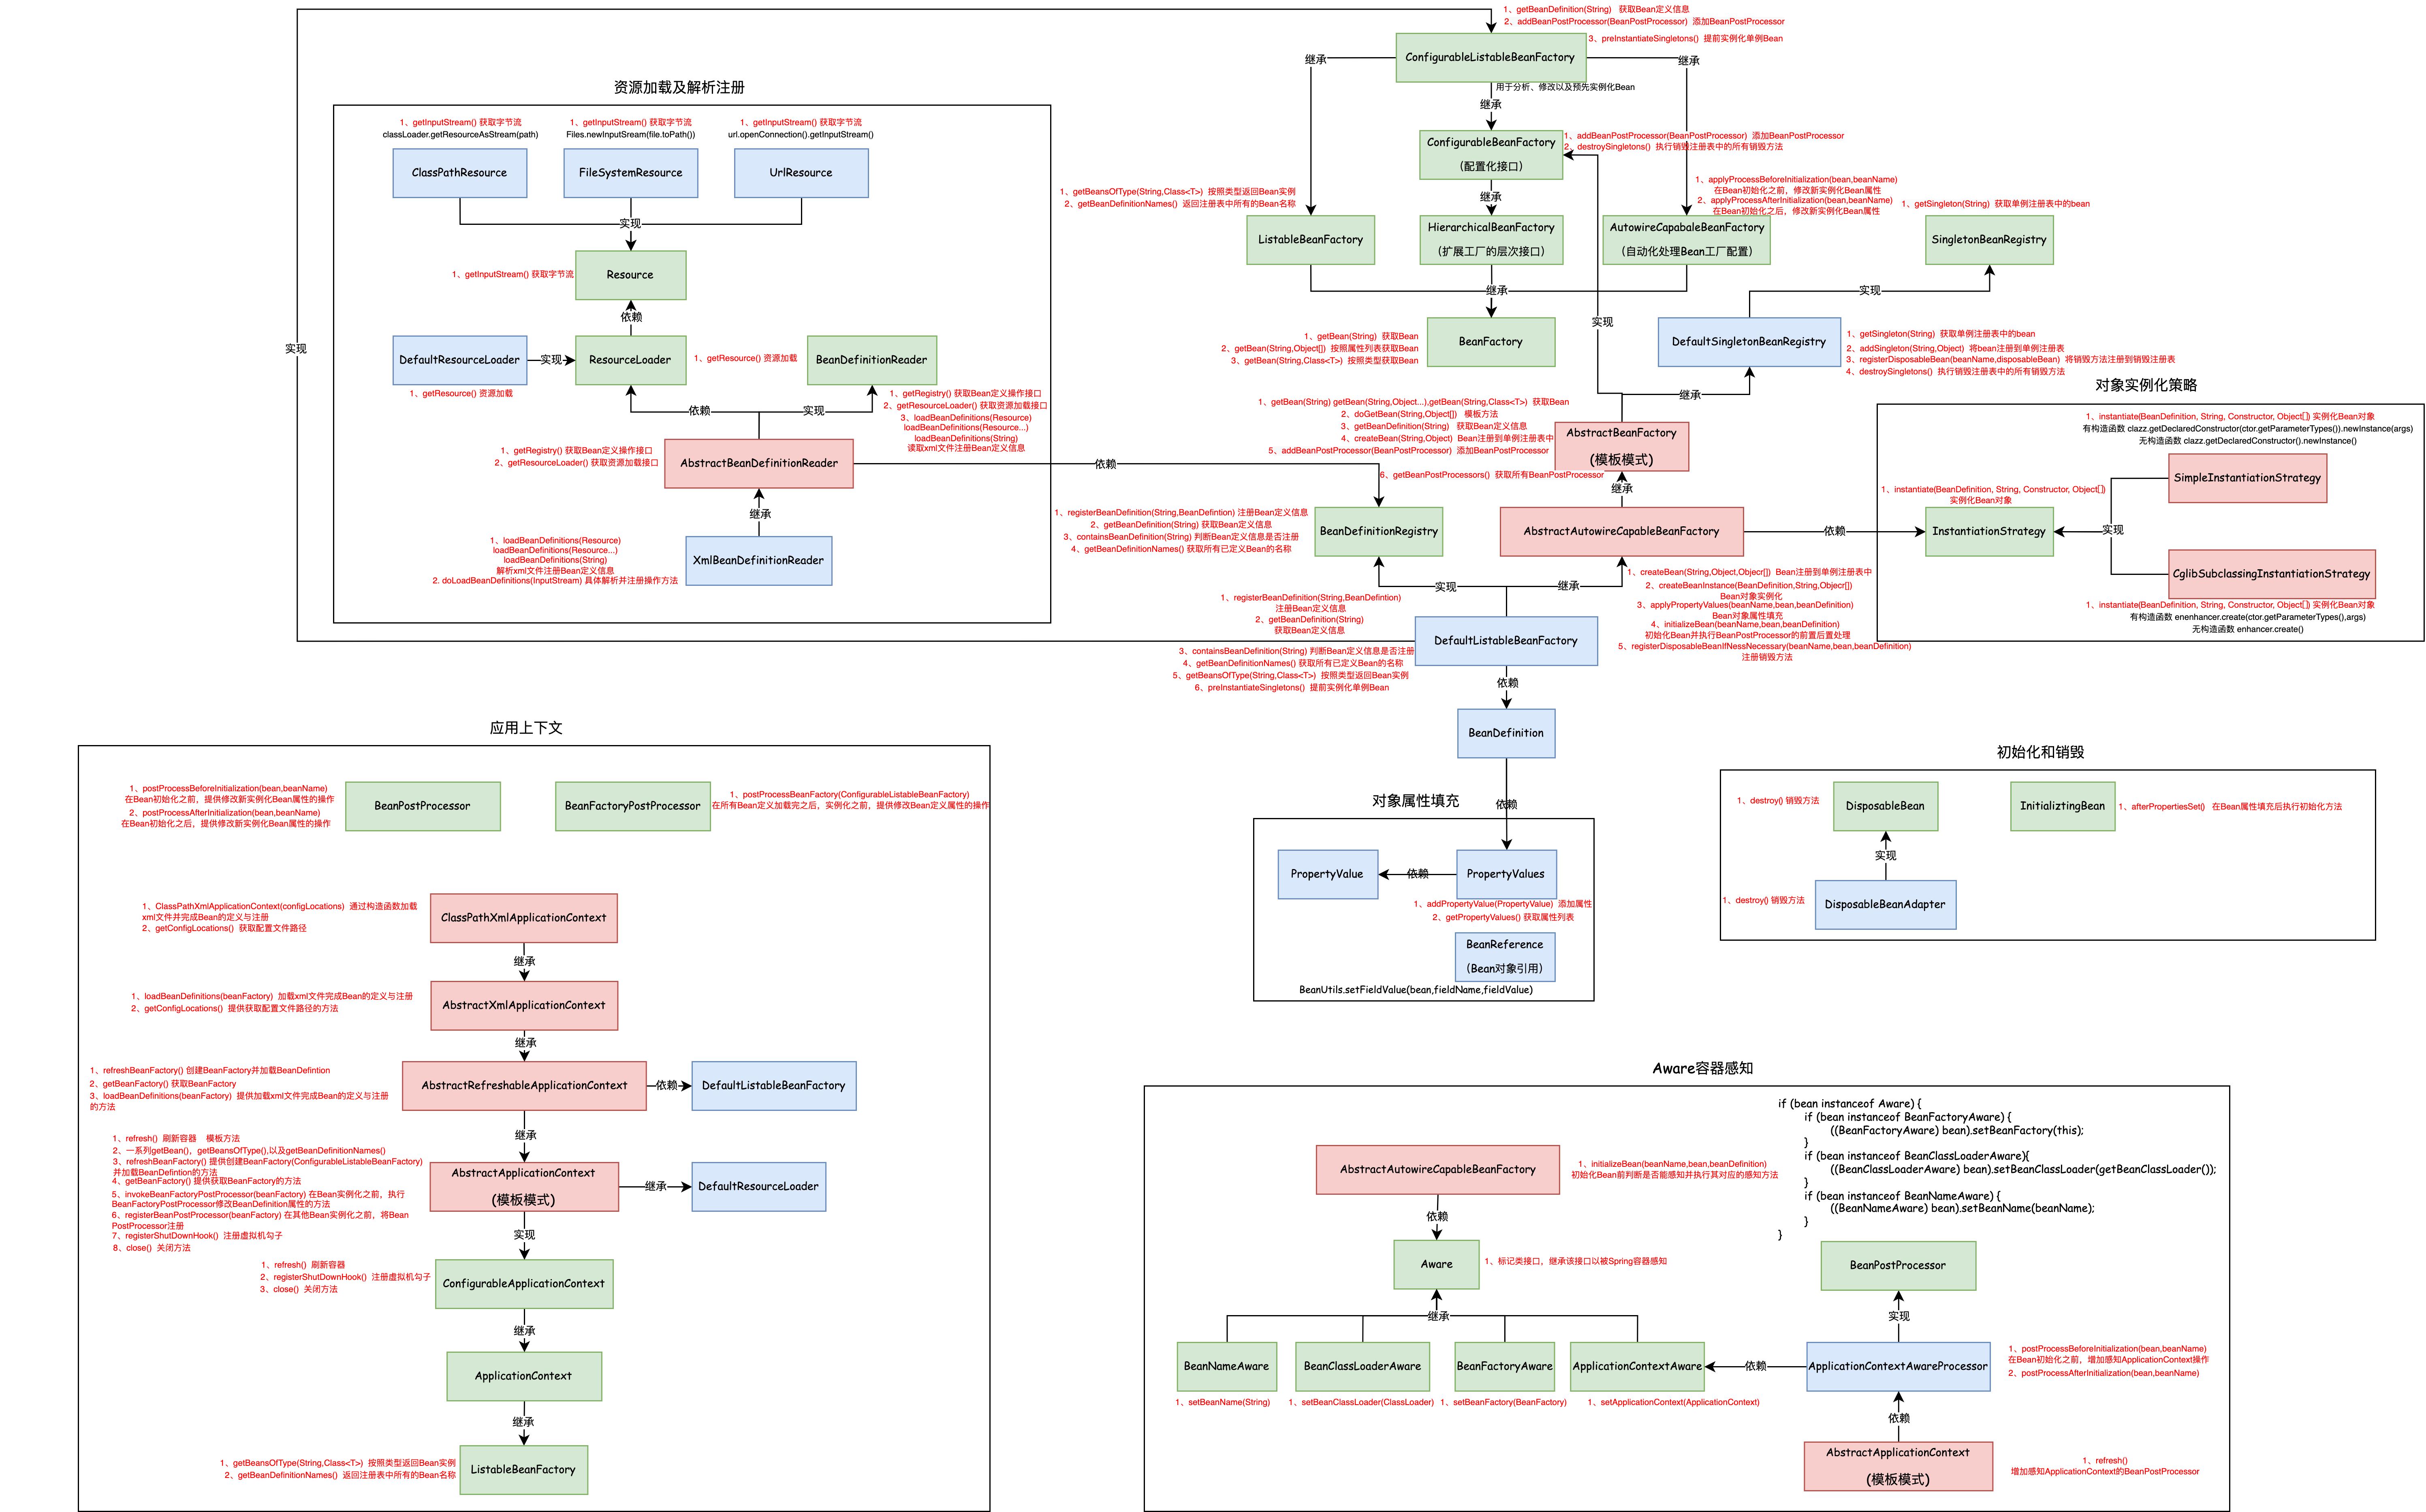 1、getBeanDefinition(String)   获取Bean定义信息
2、addBeanPostProcessor(BeanPostProcessor)  添加BeanPostProcessor
3、preInstantiateSingletons()  提前实例化单例Bean
ConfigurableListableBeanFactory
继承
继承
用于分析、修改以及预先实例化Bean
继承
ConfigurableBeanFactory
（配置化接口）
1、addBeanPostProcessor(BeanPostProcessor)  添加BeanPostProcessor
2、destroySingletons()  执行销毁注册表中的所有销毁方法
继承
1、getBeansOfType(String,Class<T>)  按照类型返回Bean实例
2、getBeanDefinitionNames()  返回注册表中所有的Bean名称
1、applyProcessBeforeInitialization(bean,beanName)
在Bean初始化之前，修改新实例化Bean属性
2、applyProcessAfterInitialization(bean,beanName)
在Bean初始化之后，修改新实例化Bean属性
1、getSingleton(String)  获取单例注册表中的bean
ListableBeanFactory
HierarchicalBeanFactory
（扩展工厂的层次接口）
AutowireCapabaleBeanFactory
（自动化处理Bean工厂配置）
SingletonBeanRegistry
继承
实现
实现
1、getBean(String)  获取Bean
2、getBean(String,Object[])  按照属性列表获取Bean
3、getBean(String,Class<T>)  按照类型获取Bean
BeanFactory
DefaultSingletonBeanRegistry
1、getSingleton(String)  获取单例注册表中的bean
2、addSingleton(String,Object)  将bean注册到单例注册表
3、registerDisposableBean(beanName,disposableBean)  将销毁方法注册到销毁注册表
4、destroySingletons()  执行销毁注册表中的所有销毁方法
继承
1、getBean(String) getBean(String,Object...),getBean(String,Class<T>)  获取Bean
2、doGetBean(String,Object[])   模板方法
3、getBeanDefinition(String)   获取Bean定义信息
4、createBean(String,Object)  Bean注册到单例注册表中
5、addBeanPostProcessor(BeanPostProcessor)  添加BeanPostProcessor
6、getBeanPostProcessors()  获取所有BeanPostProcessor
AbstractBeanFactory
(模板模式)
继承
实现
资源加载及解析注册
1、getInputStream() 获取字节流
classLoader.getResourceAsStream(path)
1、getInputStream() 获取字节流
Files.newInputSream(file.toPath())
1、getInputStream() 获取字节流
url.openConnection().getInputStream()
ClassPathResource
FileSystemResource
UrlResource
实现
1、getInputStream() 获取字节流
Resource
依赖
DefaultResourceLoader
实现
ResourceLoader
1、getResource() 资源加载
BeanDefinitionReader
1、getResource() 资源加载
依赖
实现
1、getRegistry() 获取Bean定义操作接口
2、getResourceLoader() 获取资源加载接口
3、loadBeanDefinitions(Resource)
loadBeanDefinitions(Resource...)
loadBeanDefinitions(String)
读取xml文件注册Bean定义信息
1、getRegistry() 获取Bean定义操作接口
2、getResourceLoader() 获取资源加载接口
AbstractBeanDefinitionReader
依赖
继承
1、loadBeanDefinitions(Resource)
loadBeanDefinitions(Resource...)
loadBeanDefinitions(String)
解析xml文件注册Bean定义信息
2. doLoadBeanDefinitions(InputStream) 具体解析并注册操作方法
XmlBeanDefinitionReader
1、registerBeanDefinition(String,BeanDefintion) 注册Bean定义信息
2、getBeanDefinition(String) 获取Bean定义信息
3、containsBeanDefinition(String) 判断Bean定义信息是否注册
4、getBeanDefinitionNames() 获取所有已定义Bean的名称
BeanDefinitionRegistry
AbstractAutowireCapableBeanFactory
依赖
实现
继承
1、createBean(String,Object,Objecr[])  Bean注册到单例注册表中
2、createBeanInstance(BeanDefinition,String,Objecr[])
Bean对象实例化
3、applyPropertyValues(beanName,bean,beanDefinition)
Bean对象属性填充
4、initializeBean(beanName,bean,beanDefinition)
初始化Bean并执行BeanPostProcessor的前置后置处理
5、registerDisposableBeanIfNessNecessary(beanName,bean,beanDefinition)
注册销毁方法
1、registerBeanDefinition(String,BeanDefintion)
注册Bean定义信息
2、getBeanDefinition(String)
获取Bean定义信息
3、containsBeanDefinition(String) 判断Bean定义信息是否注册
4、getBeanDefinitionNames() 获取所有已定义Bean的名称
5、getBeansOfType(String,Class<T>)  按照类型返回Bean实例
6、preInstantiateSingletons()  提前实例化单例Bean
DefaultListableBeanFactory
依赖
BeanDefinition
依赖
对象实例化策略
1、instantiate(BeanDefinition, String, Constructor, Object[]) 实例化Bean对象
有构造函数 clazz.getDeclaredConstructor(ctor.getParameterTypes()).newInstance(args)
无构造函数 clazz.getDeclaredConstructor().newInstance()
SimpleInstantiationStrategy
1、instantiate(BeanDefinition, String, Constructor, Object[])
实例化Bean对象
InstantiationStrategy
实现
CglibSubclassingInstantiationStrategy
1、instantiate(BeanDefinition, String, Constructor, Object[]) 实例化Bean对象
有构造函数 enenhancer.create(ctor.getParameterTypes(),args)
无构造函数 enhancer.create()
对象属性填充
PropertyValue
依赖
PropertyValues
1、addPropertyValue(PropertyValue)  添加属性
2、getPropertyValues() 获取属性列表
BeanReference
（Bean对象引用）
BeanUtils.setFieldValue(bean,fieldName,fieldValue)
初始化和销毁
1、destroy() 销毁方法
DisposableBean
InitializtingBean
1、afterPropertiesSet()   在Bean属性填充后执行初始化方法
实现
1、destroy() 销毁方法
DisposableBeanAdapter
应用上下文
1、postProcessBeforeInitialization(bean,beanName)
在Bean初始化之前，提供修改新实例化Bean属性的操作
2、postProcessAfterInitialization(bean,beanName)
在Bean初始化之后，提供修改新实例化Bean属性的操作
BeanPostProcessor
BeanFactoryPostProcessor
1、postProcessBeanFactory(ConfigurableListableBeanFactory)
在所有Bean定义加载完之后，实例化之前，提供修改Bean定义属性的操作
1、ClassPathXmlApplicationContext(configLocations)  通过构造函数加载
xml文件并完成Bean的定义与注册
2、getConfigLocations()  获取配置文件路径
ClassPathXmlApplicationContext
继承
1、loadBeanDefinitions(beanFactory)  加载xml文件完成Bean的定义与注册
2、getConfigLocations()  提供获取配置文件路径的方法
AbstractXmlApplicationContext
继承
1、refreshBeanFactory() 创建BeanFactory并加载BeanDefintion
2、getBeanFactory() 获取BeanFactory
3、loadBeanDefinitions(beanFactory)  提供加载xml文件完成Bean的定义与注册
的方法
AbstractRefreshableApplicationContext
依赖
DefaultListableBeanFactory
继承
1、refresh()  刷新容器    模板方法
2、一系列getBean()，getBeansOfType(),以及getBeanDefinitionNames()
3、refreshBeanFactory() 提供创建BeanFactory(ConfigurableListableBeanFactory)
并加载BeanDefintion的方法
4、getBeanFactory() 提供获取BeanFactory的方法
5、invokeBeanFactoryPostProcessor(beanFactory) 在Bean实例化之前，执行
BeanFactoryPostProcessor修改BeanDefinition属性的方法
6、registerBeanPostProcessor(beanFactory) 在其他Bean实例化之前，将Bean
PostProcessor注册
7、registerShutDownHook()  注册虚拟机勾子
8、close()  关闭方法
AbstractApplicationContext
(模板模式)
继承
DefaultResourceLoader
实现
1、refresh()  刷新容器
2、registerShutDownHook()  注册虚拟机勾子
3、close()  关闭方法
ConfigurableApplicationContext
继承
ApplicationContext
继承
1、getBeansOfType(String,Class<T>)  按照类型返回Bean实例
2、getBeanDefinitionNames()  返回注册表中所有的Bean名称
ListableBeanFactory
Aware容器感知
if (bean instanceof Aware) {
if (bean instanceof BeanFactoryAware) {
((BeanFactoryAware) bean).setBeanFactory(this);
}
if (bean instanceof BeanClassLoaderAware){
((BeanClassLoaderAware) bean).setBeanClassLoader(getBeanClassLoader());
}
if (bean instanceof BeanNameAware) {
((BeanNameAware) bean).setBeanName(beanName);
}
}
AbstractAutowireCapableBeanFactory
1、initializeBean(beanName,bean,beanDefinition)
初始化Bean前判断是否能感知并执行其对应的感知方法
依赖
Aware
1、标记类接口，继承该接口以被Spring容器感知
继承
BeanNameAware
BeanClassLoaderAware
BeanFactoryAware
ApplicationContextAware
1、setBeanName(String)
1、setBeanClassLoader(ClassLoader)
1、setBeanFactory(BeanFactory)
1、setApplicationContext(ApplicationContext)
BeanPostProcessor
实现
依赖
ApplicationContextAwareProcessor
1、postProcessBeforeInitialization(bean,beanName)
在Bean初始化之前，增加感知ApplicationContext操作
2、postProcessAfterInitialization(bean,beanName)
依赖
AbstractApplicationContext
(模板模式)
1、refresh()
增加感知ApplicationContext的BeanPostProcessor